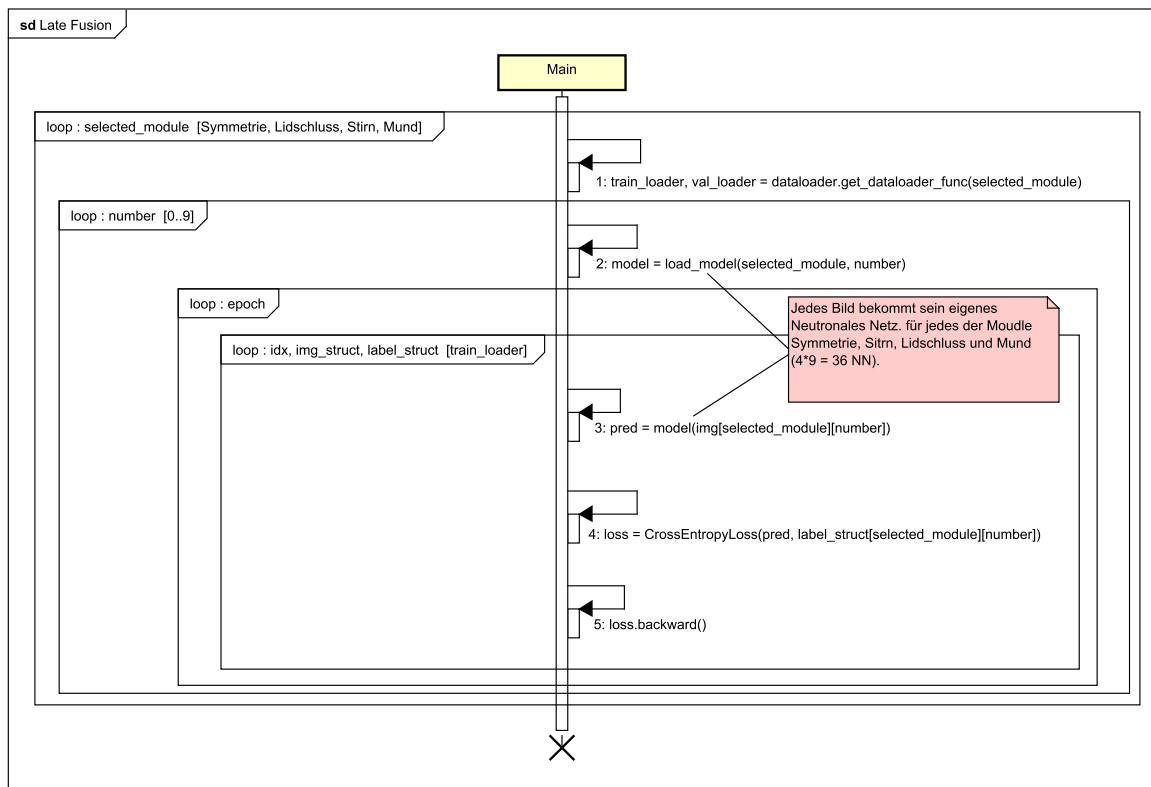 sd Late Fusion
Main
loop : selected_module  [Symmetrie, Lidschluss, Stirn, Mund]
1: train_loader, val_loader = dataloader.get_dataloader_func(selected_module)
loop : number  [0..9]
2: model = load_model(selected_module, number)
loop : epoch
Jedes Bild bekommt sein eigenes
Neutronales Netz. für jedes der Moudle
Symmetrie, Sitrn, Lidschluss und Mund
(4*9 = 36 NN).
loop : idx, img_struct, label_struct  [train_loader]
3: pred = model(img[selected_module][number])
4: loss = CrossEntropyLoss(pred, label_struct[selected_module][number])
5: loss.backward()